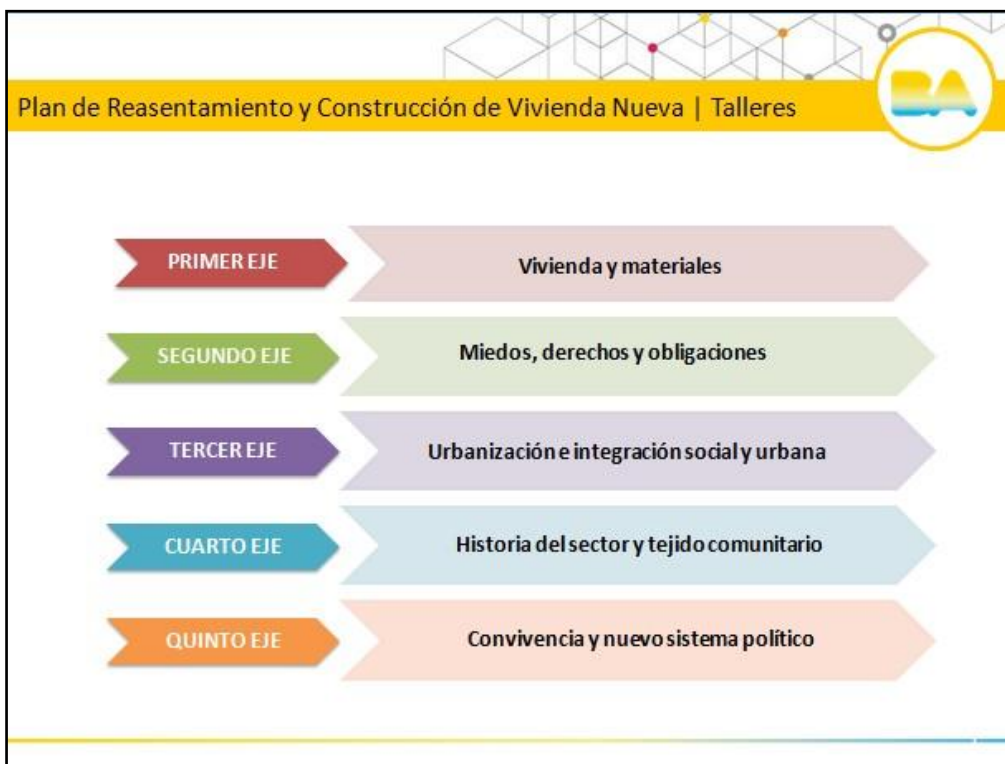 Plan de Reasentamiento y Construcción de Vivienda Nueva | Talleres
BA
PRIMER EJE
Vivienda y materiales
SEGUNDO EJE
Miedos, derechos y obligaciones
TERCER EJE
Urbanización e integración social y urbana
CUARTO EJE
Historia del sector y tejido comunitario
QUINTO EJE
Convivencia y nuevo sistema político